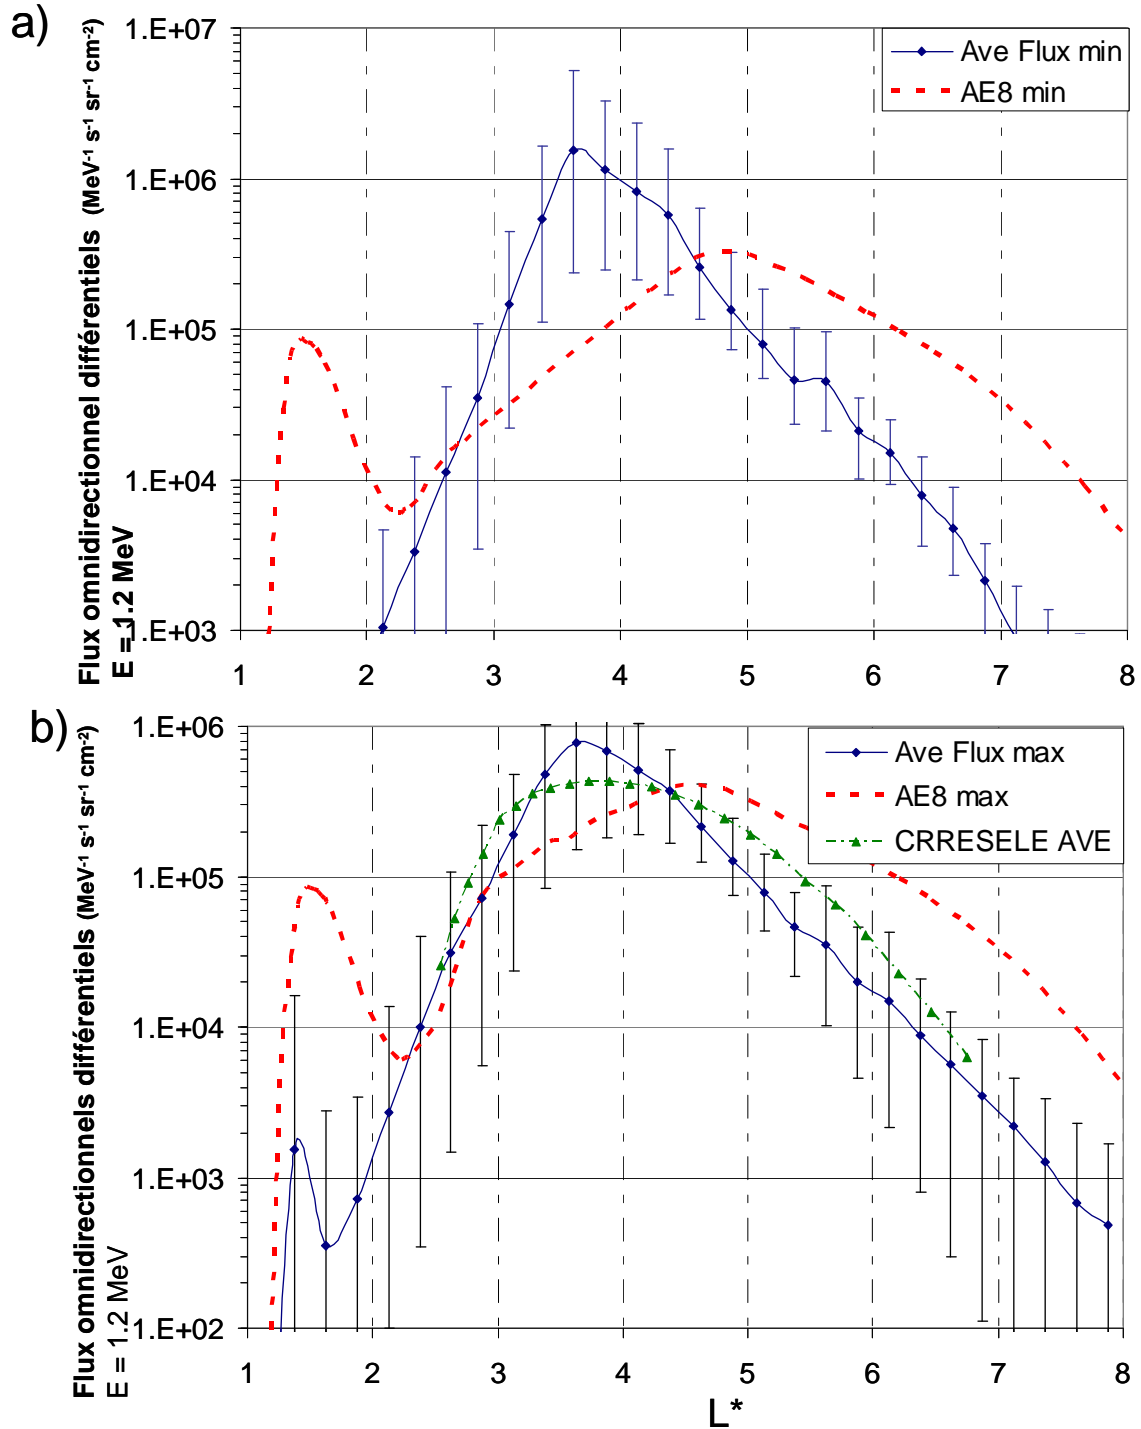 a)
Flux omnidirectionnel différentiels (MeV-1 s-1 sr-1 cm-2)
E = 1.2 MeV
1.E+07
1.E+06
1.E+05
1.E+04
1.E+03
Ave Flux min
AE8 min
1 2 3 4 5 6 7 8
b)
Flux omnidirectionnels différentiels (MeV-1 s-1 sr-1 cm-2)
E = 1.2 MeV
1.E+06
1.E+05
1.E+04
1.E+03
1.E+02
Ave Flux max
AE8 max
CRRESELE AVE
1 2 3 4 5 6 7 8
L*